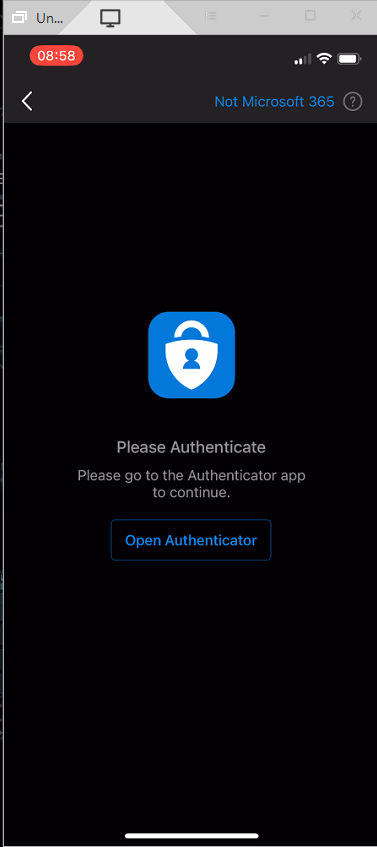 Un...
08:58
Not Microsoft 365 ?
Please Authenticate
Please go to the Authenticator app
to continue.
Open Authenticator